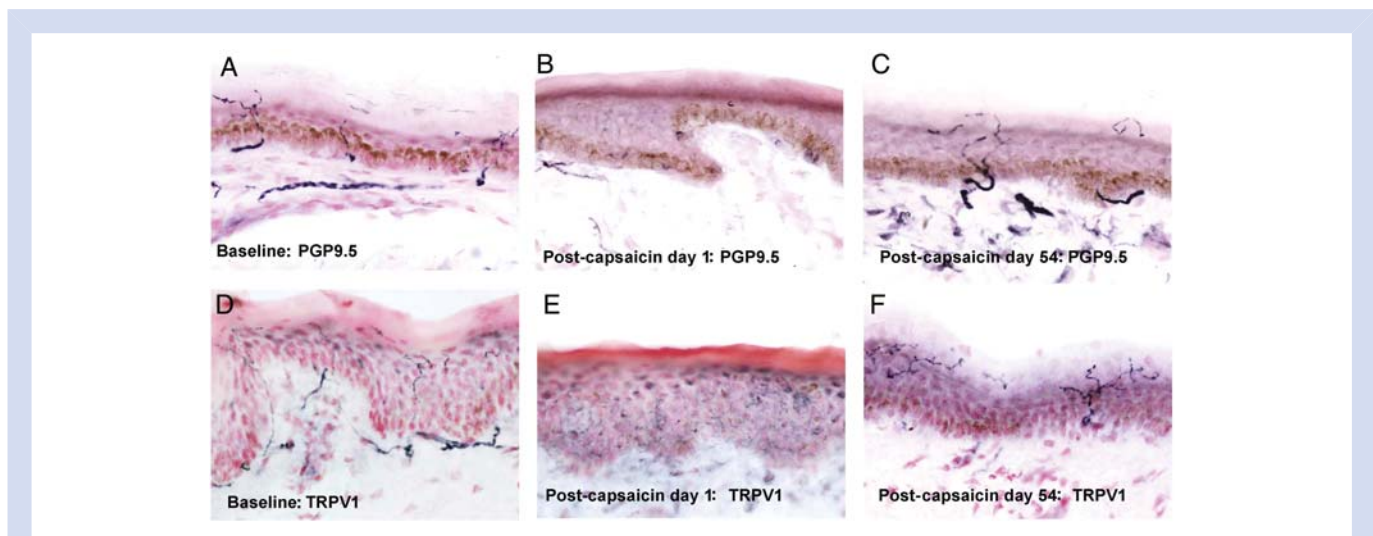 A
B
C
Baseline: PGP9.5
Post-capsaicin day 1: PGP9.5
Post-capsaicin day 54: PGP9.5
D
E
F
Baseline: TRPV1
Post-capsaicin day 1: TRPV1
Post-capsaicin day 54: TRPV1